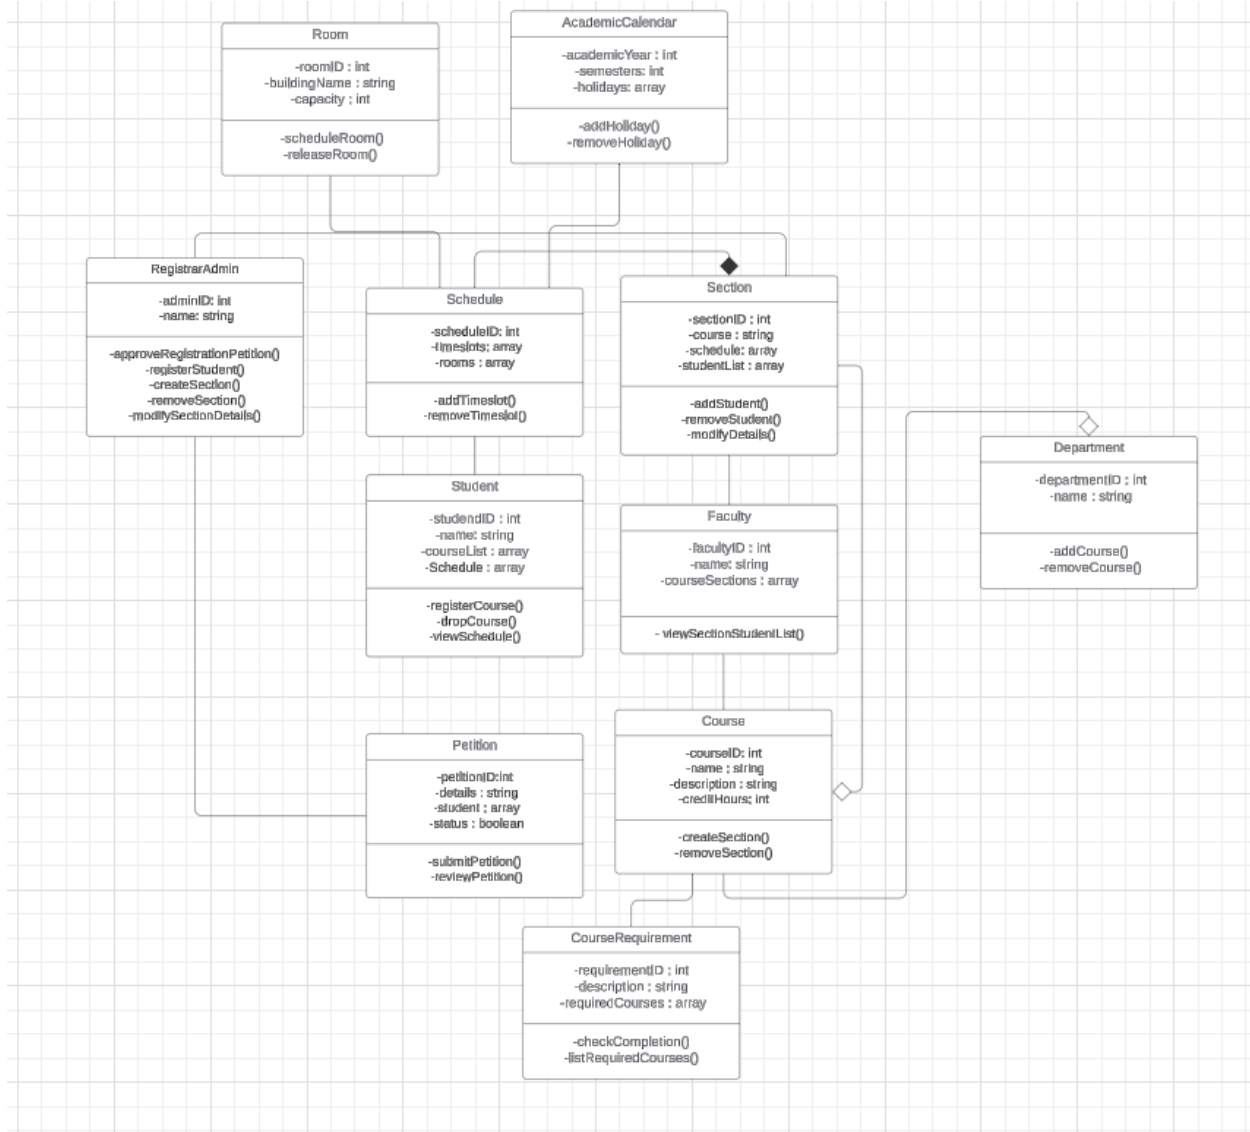 Room
-roomID : int
-buildingName : string
-capacity : int
-scheduleRoom()
-releaseRoom()
AcademicCalendar
-academicYear : int
-semesters: int
-holidays: array
-addHoliday()
-removeHoliday()
RegistrarAdmin
-adminID: int
-name: string
-approveRegistrationPetition()
-registerStudent()
-createSection()
-removeSection()
-modifySectionDetails()
Schedule
-scheduleID: int
-timeslots: array
-rooms : array
-addTimeslot()
-removeTimeslot()
Section
-sectionID : int
-course : string
-schedule: array
-studentList : array
-addStudent()
-removeStudent()
-modifyDetails()
Department
-departmentID : int
-name : string
-addCourse()
-removeCourse()
Student
-studendID : int
-name: string
-courseList : array
-Schedule : array
-registerCourse()
-dropCourse()
-viewSchedule()
Faculty
-facultyID : int
-name: string
-courseSections : array
- viewSectionStudentList()
Petition
-petitionID:int
-details : string
-student : array
-status : boolean
-submitPetition()
-reviewPetition()
Course
-courseID: int
-name : string
-description : string
-creditHours: int
-createSection()
-removeSection()
CourseRequirement
-requirementID : int
-description : string
-requiredCourses : array
-checkCompletion()
-listRequiredCourses()